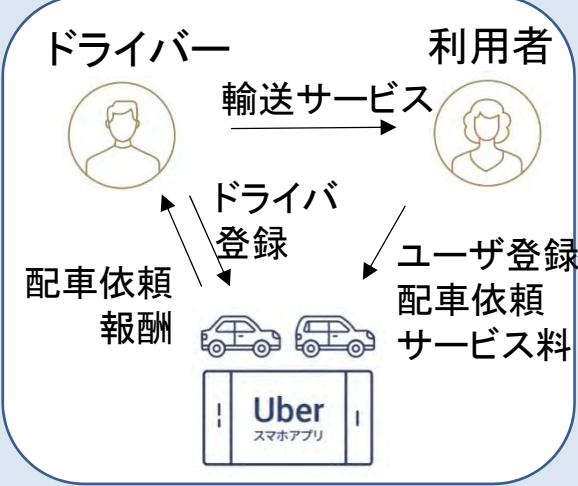 ドライバー
利用者
輸送サービス
ドライバ
登録
配車依頼
報酬
ユーザ登録
配車依頼
サービス料
Uber
スマホアプリ